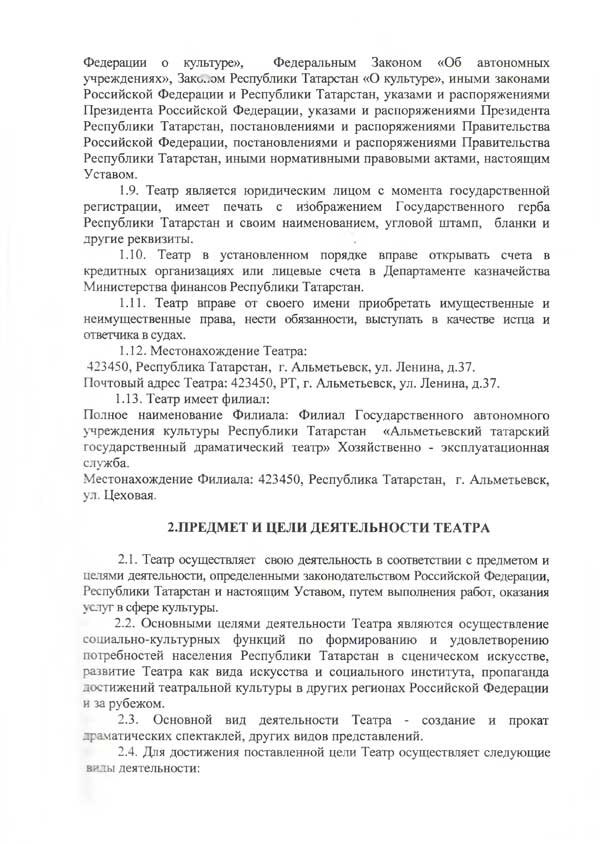 Федерации о культуре», Федеральным Законом «Об автономных
учреждениях», Законом Республики Татарстан «О культуре», иными законами
Российской Федерации и Республики Татарстан, указами и распоряжениями
Президента Российской Федерации, указами и распоряжениями Президента
Республики Татарстан, постановлениями и распоряжениями Правительства
Российской Федерации, постановлениями и распоряжениями Правительства
Республики Татарстан, иными нормативными правовыми актами, настоящим
Уставом.
1.9. Театр является юридическим лицом с момента государственной
регистрации, имеет печать с изображением Государственного герба
Республики Татарстан и своим наименованием, угловой штамп, бланки и
другие реквизиты.
1.10. Театр в установленном порядке вправе открывать счета в
кредитных организациях или лицевые счета в Департаменте казначейства
Министерства финансов Республики Татарстан.
1.11. Театр вправе от своего имени приобретать имущественные и
неимущественные права, нести обязанности, выступать в качестве истца и
ответчика в судах.
1.12. Местонахождение Театра:
423450, Республика Татарстан, г. Альметьевск, ул. Ленина, д.37.
Почтовый адрес Театра: 423450, РТ, г. Альметьевск, ул. Ленина, д.37.
1.13. Театр имеет филиал:
Полное наименование Филиала: Филиал Государственного автономного
учреждения культуры Республики Татарстан «Альметьевский татарский
государственный драматический театр» Хозяйственно - эксплуатационная
служба.
Местонахождение Филиала: 423450, Республика Татарстан, г. Альметьевск,
ул. Цеховая.
2.ПРЕДМЕТ И ЦЕЛИ ДЕЯТЕЛЬНОСТИ ТЕАТРА
2.1. Театр осуществляет свою деятельность в соответствии с предметом и
целями деятельности, определенными законодательством Российской Федерации,
Республики Татарстан и настоящим Уставом, путем выполнения работ, оказания
услуг в сфере культуры.
2.2. Основными целями деятельности Театра являются осуществление
социально-культурных функций по формированию и удовлетворению
потребностей населения Республики Татарстан в сценическом искусстве,
развитие Театра как вида искусства и социального института, пропаганда
достижений театральной культуры в других регионах Российской Федерации
и за рубежом.
2.3. Основной вид деятельности Театра - создание и прокат
драматических спектаклей, других видов представлений.
2.4. Для достижения поставленной цели Театр осуществляет следующие
виды деятельности: